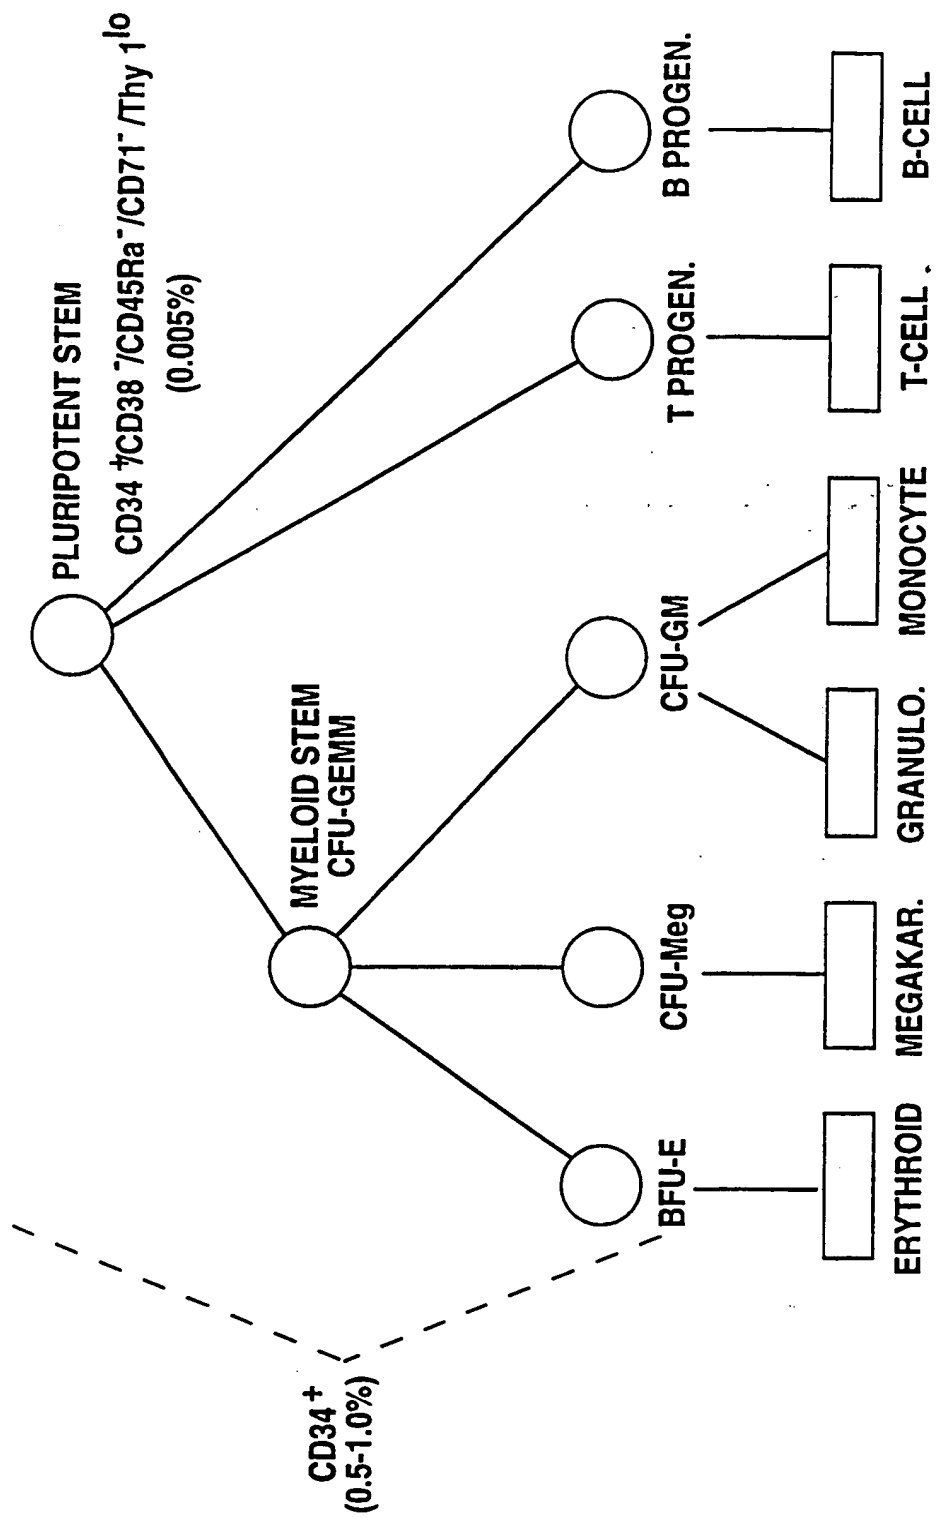 PLURIPOTENT STEM
CD34⁺/CD38⁻/CD45Ra⁻/CD71⁻/Thy 1ˡᵒ
(0.005%)
MYELOID STEM
CFU-GEMM
CD34⁺
(0.5-1.0%)
BFU-E
CFU-Meg
CFU-GM
T PROGEN.
B PROGEN.
ERYTHROID
MEGAKAR.
GRANULO.
MONOCYTE
T-CELL
B-CELL